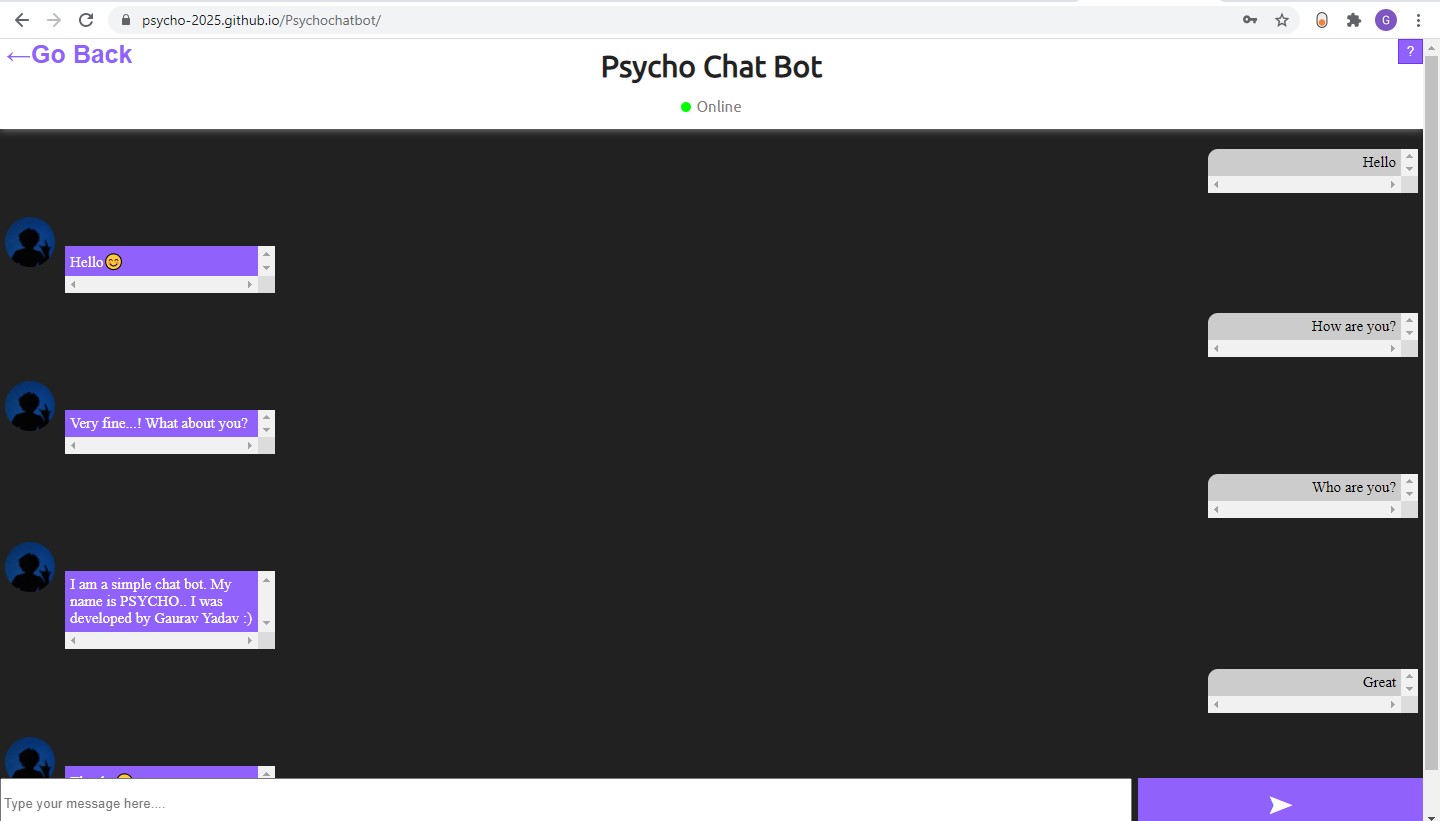 psycho-2025.github.io/Psychochatbot/
G
←Go Back
Psycho Chat Bot
?
Online
Hello
Hello😊
How are you?
Very fine...! What about you?
Who are you?
I am a simple chat bot. My
name is PSYCHO.. I was
developed by Gaurav Yadav :)
Great
Type your message here....